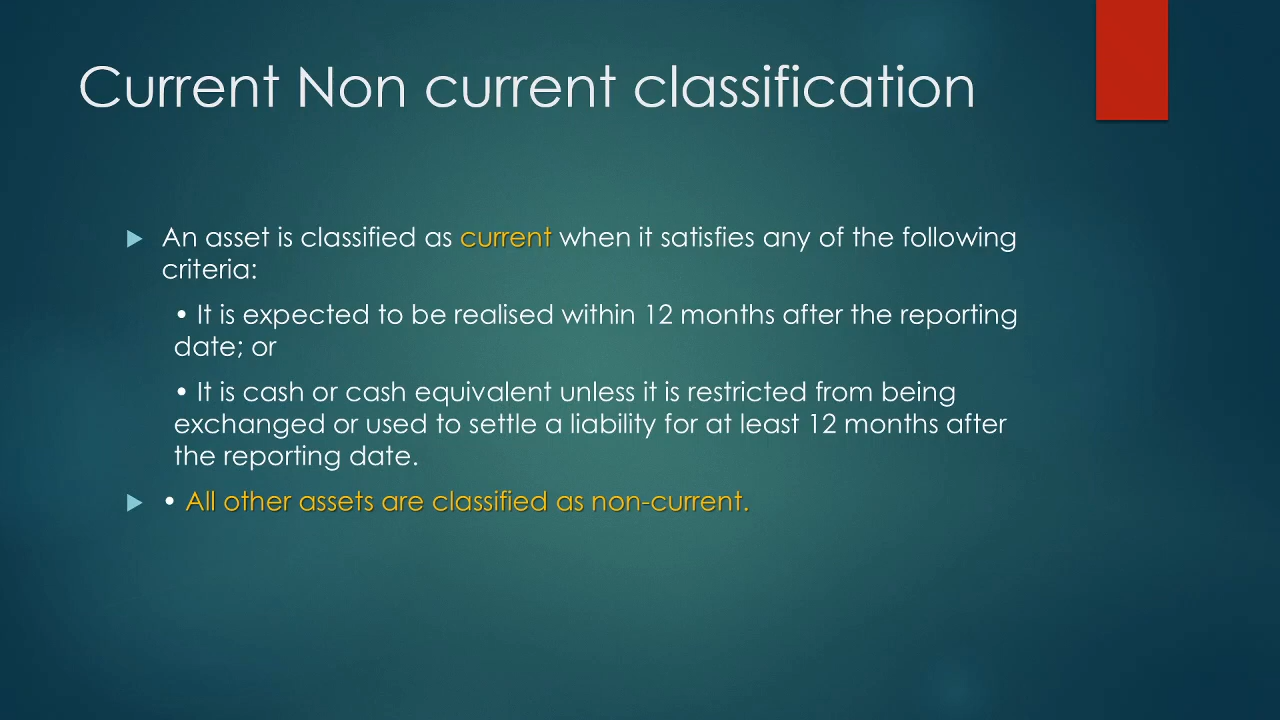 Current Non current classification
An asset is classified as current when it satisfies any of the following
criteria:
• It is expected to be realised within 12 months after the reporting
date; or
• It is cash or cash equivalent unless it is restricted from being
exchanged or used to settle a liability for at least 12 months after
the reporting date.
• All other assets are classified as non-current.